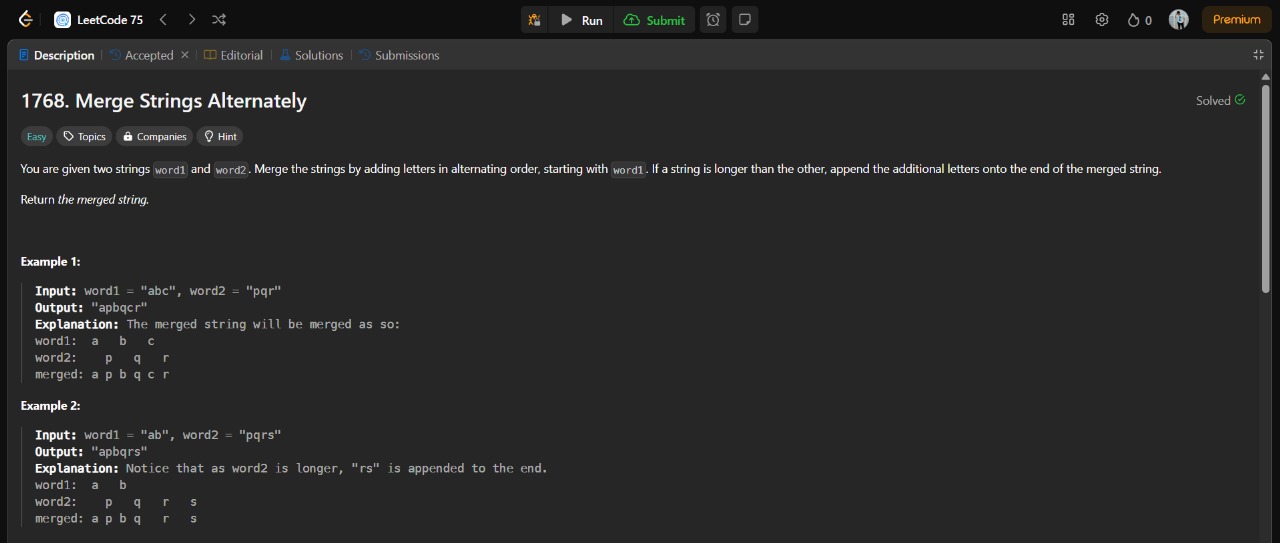 LeetCode 75 Run Submit 0 Premium
Description Accepted Editorial Solutions Submissions
1768. Merge Strings Alternately Solved
Easy Topics Companies Hint
You are given two strings word1 and word2. Merge the strings by adding letters in alternating order, starting with word1. If a string is longer than the other, append the additional letters onto the end of the merged string.
Return the merged string.
Example 1:
Input: word1 = "abc", word2 = "pqr"
Output: "apbqcr"
Explanation: The merged string will be merged as so:
word1:  a   b   c
word2:    p   q   r
merged: a p b q c r
Example 2:
Input: word1 = "ab", word2 = "pqrs"
Output: "apbqrs"
Explanation: Notice that as word2 is longer, "rs" is appended to the end.
word1:  a   b
word2:    p   q   r   s
merged: a p b q   r   s